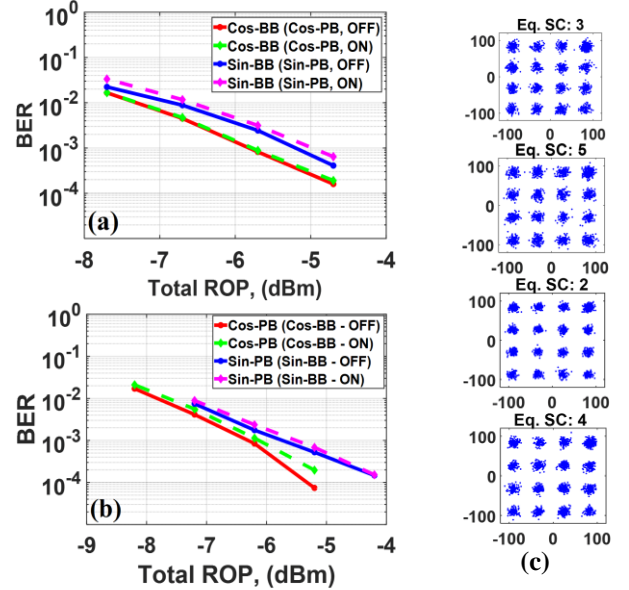 10^0
10^-1
10^-2
10^-3
10^-4
BER
Cos-BB (Cos-PB, OFF)
Cos-BB (Cos-PB, ON)
Sin-BB (Sin-PB, OFF)
Sin-BB (Sin-PB, ON)
(a)
-8 -7 -6 -5 -4 -3
Total ROP, (dBm)
10^0
10^-1
10^-2
10^-3
10^-4
BER
Cos-PB (Cos-BB - OFF)
Cos-PB (Cos-BB - ON)
Sin-PB (Sin-BB - OFF)
Sin-PB (Sin-BB - ON)
(b)
-9 -8 -7 -6 -5 -4
Total ROP, (dBm)
Eq. SC: 3
100
0
-100
-100 0 100
Eq. SC: 5
100
0
-100
-100 0 100
Eq. SC: 2
100
0
-100
-100 0 100
Eq. SC: 4
100
0
-100
-100 0 100
(c)